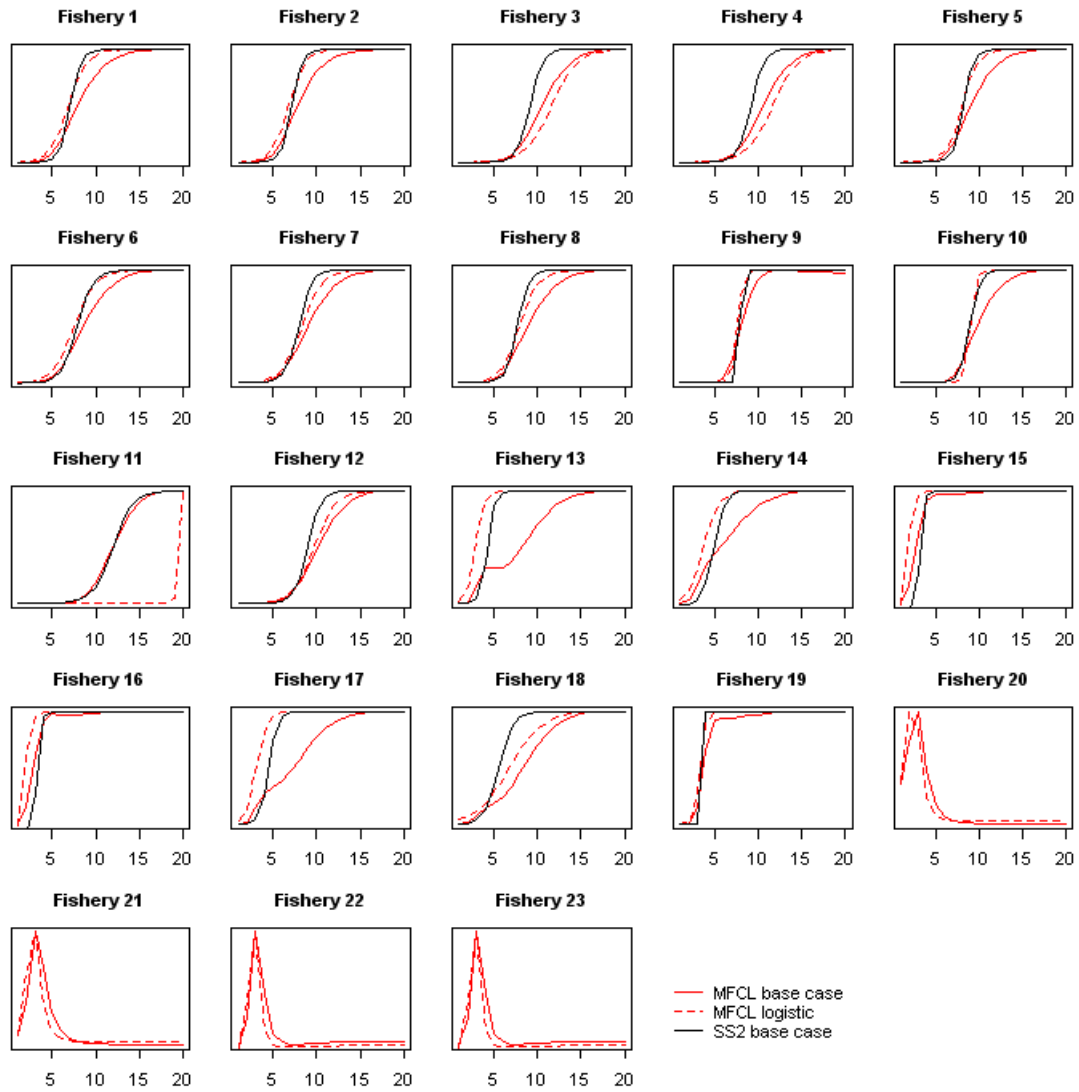 Fishery 1 Fishery 2 Fishery 3 Fishery 4 Fishery 5
5 10 15 20 5 10 15 20 5 10 15 20 5 10 15 20 5 10 15 20
Fishery 6 Fishery 7 Fishery 8 Fishery 9 Fishery 10
5 10 15 20 5 10 15 20 5 10 15 20 5 10 15 20 5 10 15 20
Fishery 11 Fishery 12 Fishery 13 Fishery 14 Fishery 15
5 10 15 20 5 10 15 20 5 10 15 20 5 10 15 20 5 10 15 20
Fishery 16 Fishery 17 Fishery 18 Fishery 19 Fishery 20
5 10 15 20 5 10 15 20 5 10 15 20 5 10 15 20 5 10 15 20
Fishery 21 Fishery 22 Fishery 23
MFCL base case
MFCL logistic
SS2 base case
5 10 15 20 5 10 15 20 5 10 15 20